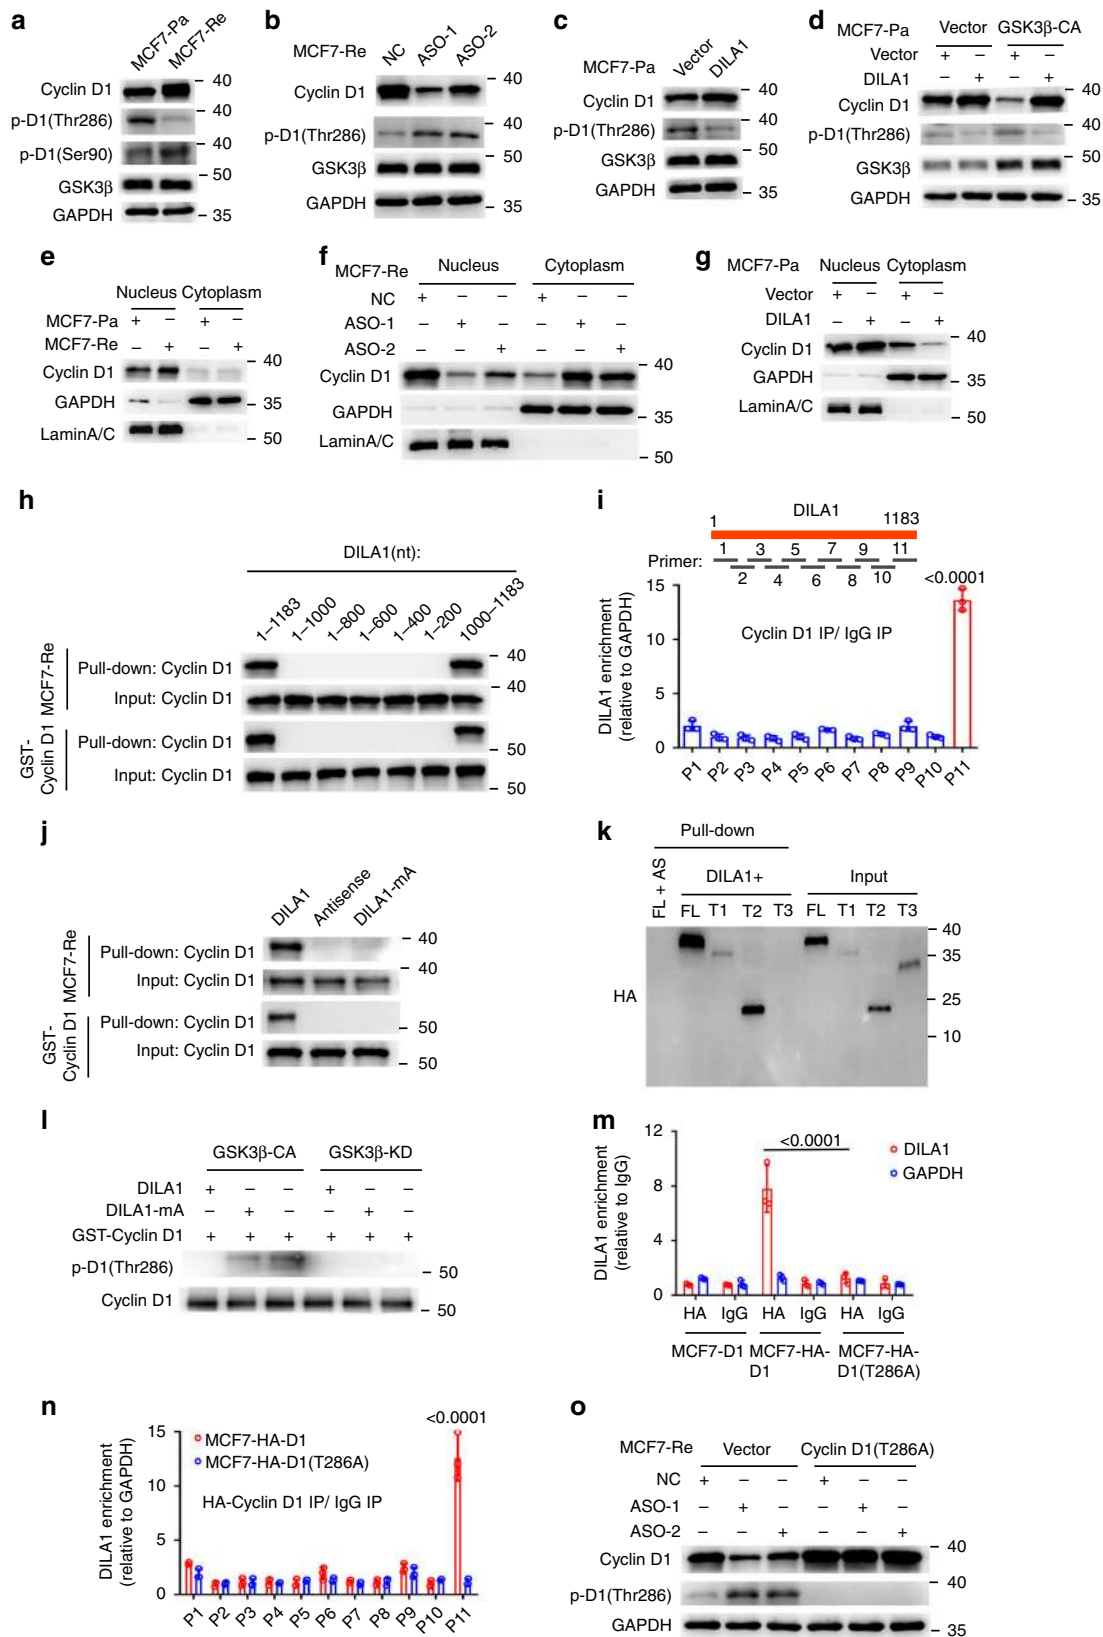 a
MCF7-Pa
MCF7-Re
Cyclin D1
40
p-D1(Thr286)
40
p-D1(Ser90)
40
50
GSK3β
GAPDH
35
b
MCF7-Re
NC
ASO-1
ASO-2
Cyclin D1
40
p-D1(Thr286)
40
GSK3β
50
GAPDH
35
c
MCF7-Pa
Vector
DILA1
Cyclin D1
40
p-D1(Thr286)
40
GSK3β
50
GAPDH
35
d
MCF7-Pa
Vector
GSK3β-CA
Vector + – + –
DILA1 – + – +
Cyclin D1
40
p-D1(Thr286)
40
GSK3β
50
GAPDH
35
e
Nucleus Cytoplasm
MCF7-Pa + – + –
MCF7-Re – + – +
Cyclin D1
40
GAPDH
35
LaminA/C
50
f
MCF7-Re
Nucleus
Cytoplasm
NC + – – + – –
ASO-1 – + – – + –
ASO-2 – – + – – +
Cyclin D1
40
GAPDH
35
LaminA/C
50
g
MCF7-Pa
Nucleus Cytoplasm
Vector + – + –
DILA1 – + – +
Cyclin D1
40
GAPDH
35
LaminA/C
50
h
DILA1(nt):
1–1183
1–1000
1–800
1–600
1–400
1–200
1000–1183
MCF7-Re
Pull-down: Cyclin D1
40
Input: Cyclin D1
40
GST-
Cyclin D1
Pull-down: Cyclin D1
50
Input: Cyclin D1
50
i
DILA1
1
1183
Primer:
1 3 5 7 9 11
2 4 6 8 10
<0.0001
Cyclin D1 IP/ IgG IP
DILA1 enrichment
(relative to GAPDH)
15
10
5
0
P1 P2 P3 P4 P5 P6 P7 P8 P9 P10 P11
j
DILA1
Antisense
DILA1-mA
MCF7-Re
Pull-down: Cyclin D1
40
Input: Cyclin D1
40
GST-
Cyclin D1
Pull-down: Cyclin D1
50
Input: Cyclin D1
50
k
Pull-down
FL + AS
DILA1+
Input
FL T1 T2 T3 FL T1 T2 T3
HA
40
35
25
10
l
GSK3β-CA
GSK3β-KD
DILA1 + – – + – –
DILA1-mA – + – – + –
GST-Cyclin D1 + + + + + +
p-D1(Thr286)
50
Cyclin D1
50
m
<0.0001
DILA1
GAPDH
DILA1 enrichment
(relative to IgG)
12
8
4
0
HA IgG HA IgG HA IgG
MCF7-D1
MCF7-HA-
D1
MCF7-HA-
D1(T286A)
n
<0.0001
MCF7-HA-D1
MCF7-HA-D1(T286A)
HA-Cyclin D1 IP/ IgG IP
DILA1 enrichment
(relative to GAPDH)
15
10
5
0
P1 P2 P3 P4 P5 P6 P7 P8 P9 P10 P11
o
MCF7-Re
Vector
Cyclin D1(T286A)
NC + – – + – –
ASO-1 – + – – + –
ASO-2 – – + – – +
Cyclin D1
40
p-D1(Thr286)
40
GAPDH
35